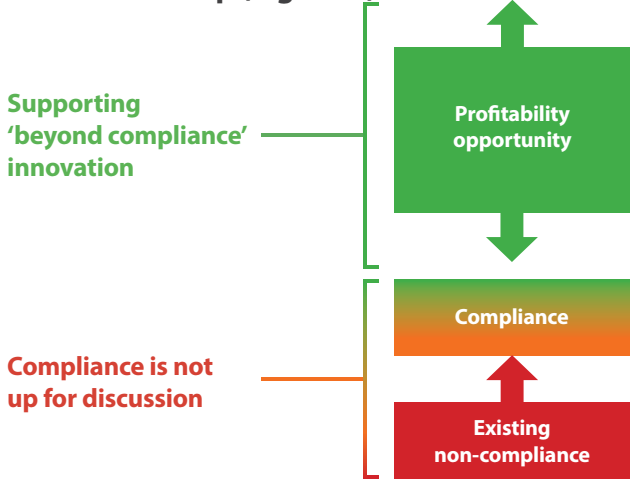 Supporting
‘beyond compliance’
innovation
Profitability
opportunity
Compliance
Compliance is not
up for discussion
Existing
non-compliance